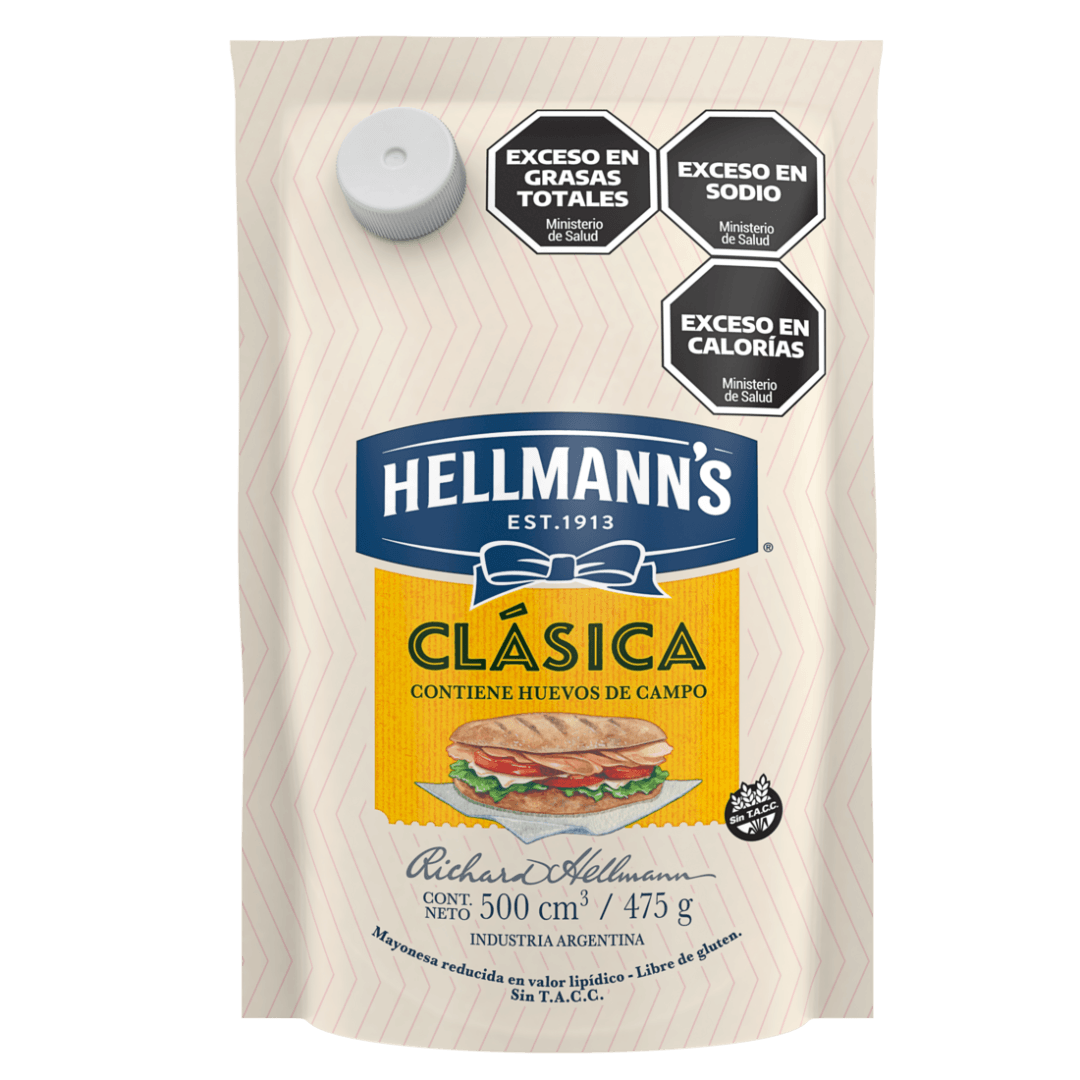 EXCESO EN
GRASAS
TOTALES
Ministerio
de Salud
EXCESO EN
SODIO
Ministerio
de Salud
EXCESO EN
CALORÍAS
Ministerio
de Salud
HELLMANN'S
EST.1913
®
CLÁSICA
CONTIENE HUEVOS DE CAMPO
Sin T.A.C.C.
Richard Hellmann
CONT.
NETO 500 cm³ / 475 g
INDUSTRIA ARGENTINA
Mayonesa reducida en valor lipídico - Libre de gluten.
Sin T.A.C.C.